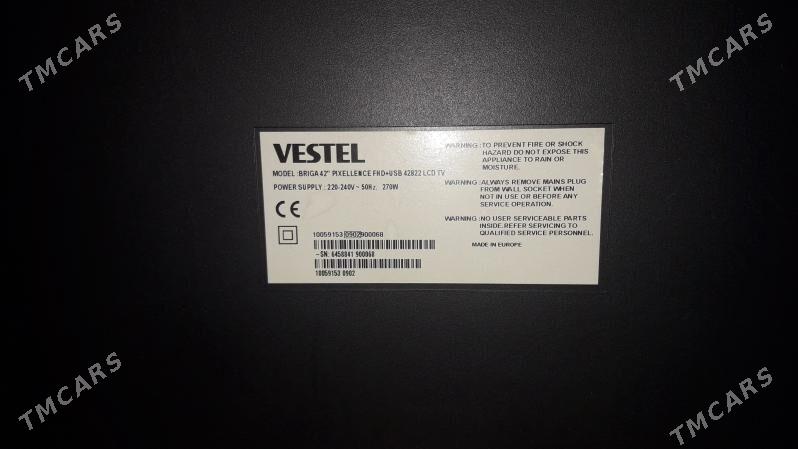 TMCARS
TMCARS
VESTEL
MODEL :BRIGA 42" PIXELLENCE FHD+USB 42822 LCD TV
POWER SUPPLY : 220-240V ~ 50Hz. 270W
CE
10059153 0902 900068
-SN: 6458841 900068
10059153 0902
WARNING :TO PREVENT FIRE OR SHOCK
HAZARD DO NOT EXPOSE THIS
APPLIANCE TO RAIN OR
MOISTURE.
WARNING :ALWAYS REMOVE MAINS PLUG
FROM WALL SOCKET WHEN
NOT IN USE OR BEFORE ANY
SERVICE OPERATION.
WARNING :NO USER SERVICEABLE PARTS
INSIDE.REFER SERVICING TO
QUALIFIED SERVICE PERSONNEL.
MADE IN EUROPE
TMCARS
TMCARS